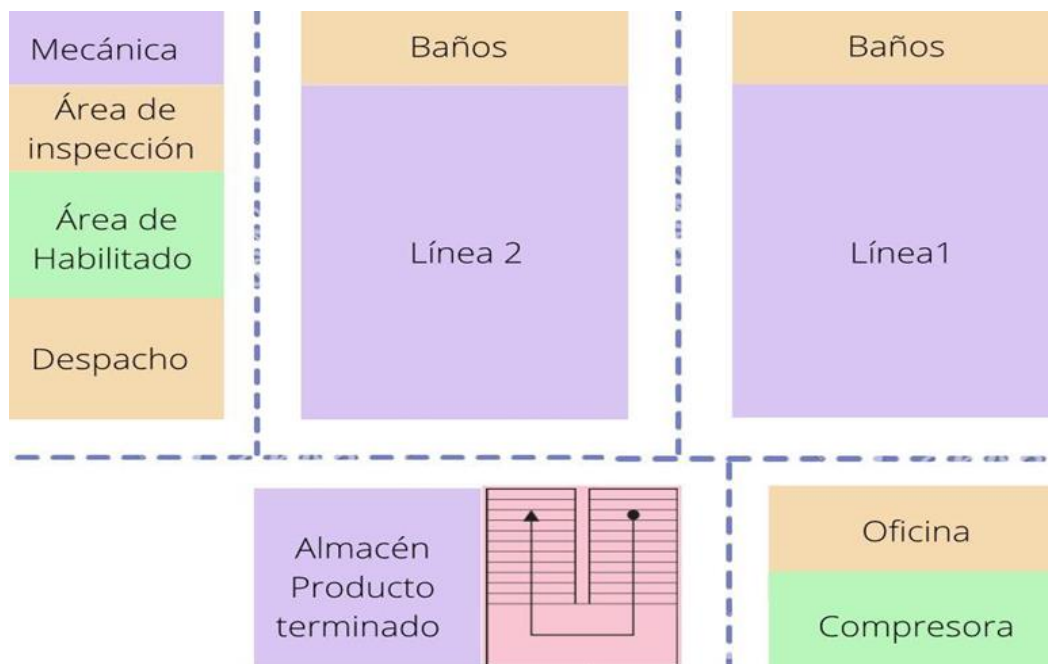 Mecánica
Baños
Baños
Área de
inspección
Área de
Habilitado
Línea 2
Línea1
Despacho
Almacén
Producto
terminado
Oficina
Compresora